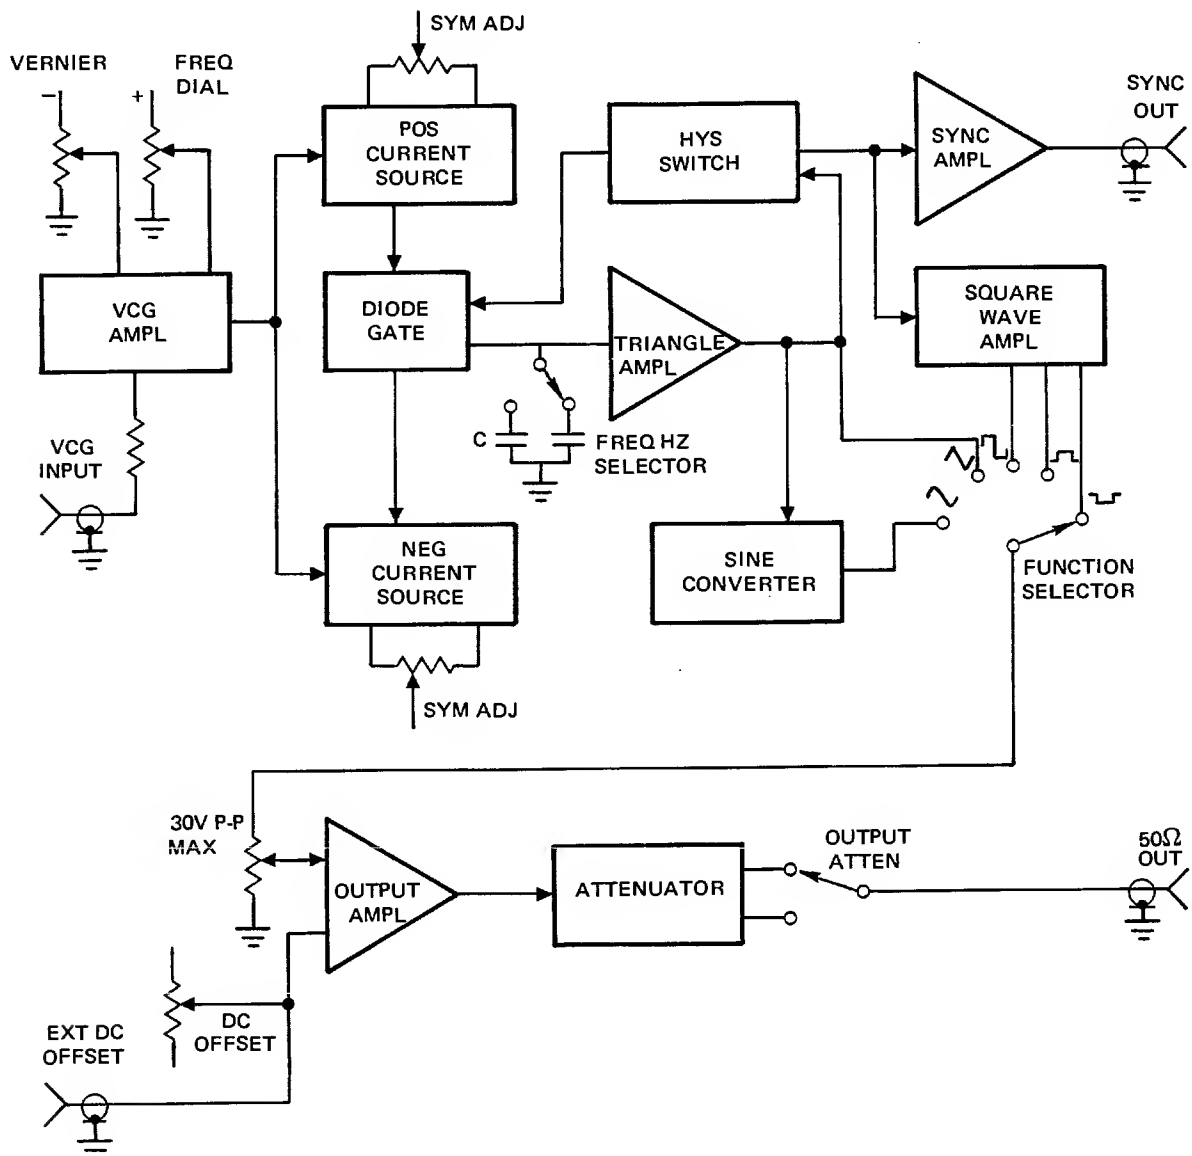 SYM ADJ
VERNIER
FREQ
DIAL
−
+
POS
CURRENT
SOURCE
HYS
SWITCH
SYNC
AMPL
SYNC
OUT
VCG
AMPL
DIODE
GATE
TRIANGLE
AMPL
SQUARE
WAVE
AMPL
C
FREQ HZ
SELECTOR
VCG
INPUT
NEG
CURRENT
SOURCE
SINE
CONVERTER
FUNCTION
SELECTOR
SYM ADJ
30V P-P
MAX
OUTPUT
AMPL
ATTENUATOR
OUTPUT
ATTEN
50Ω
OUT
DC
OFFSET
EXT DC
OFFSET